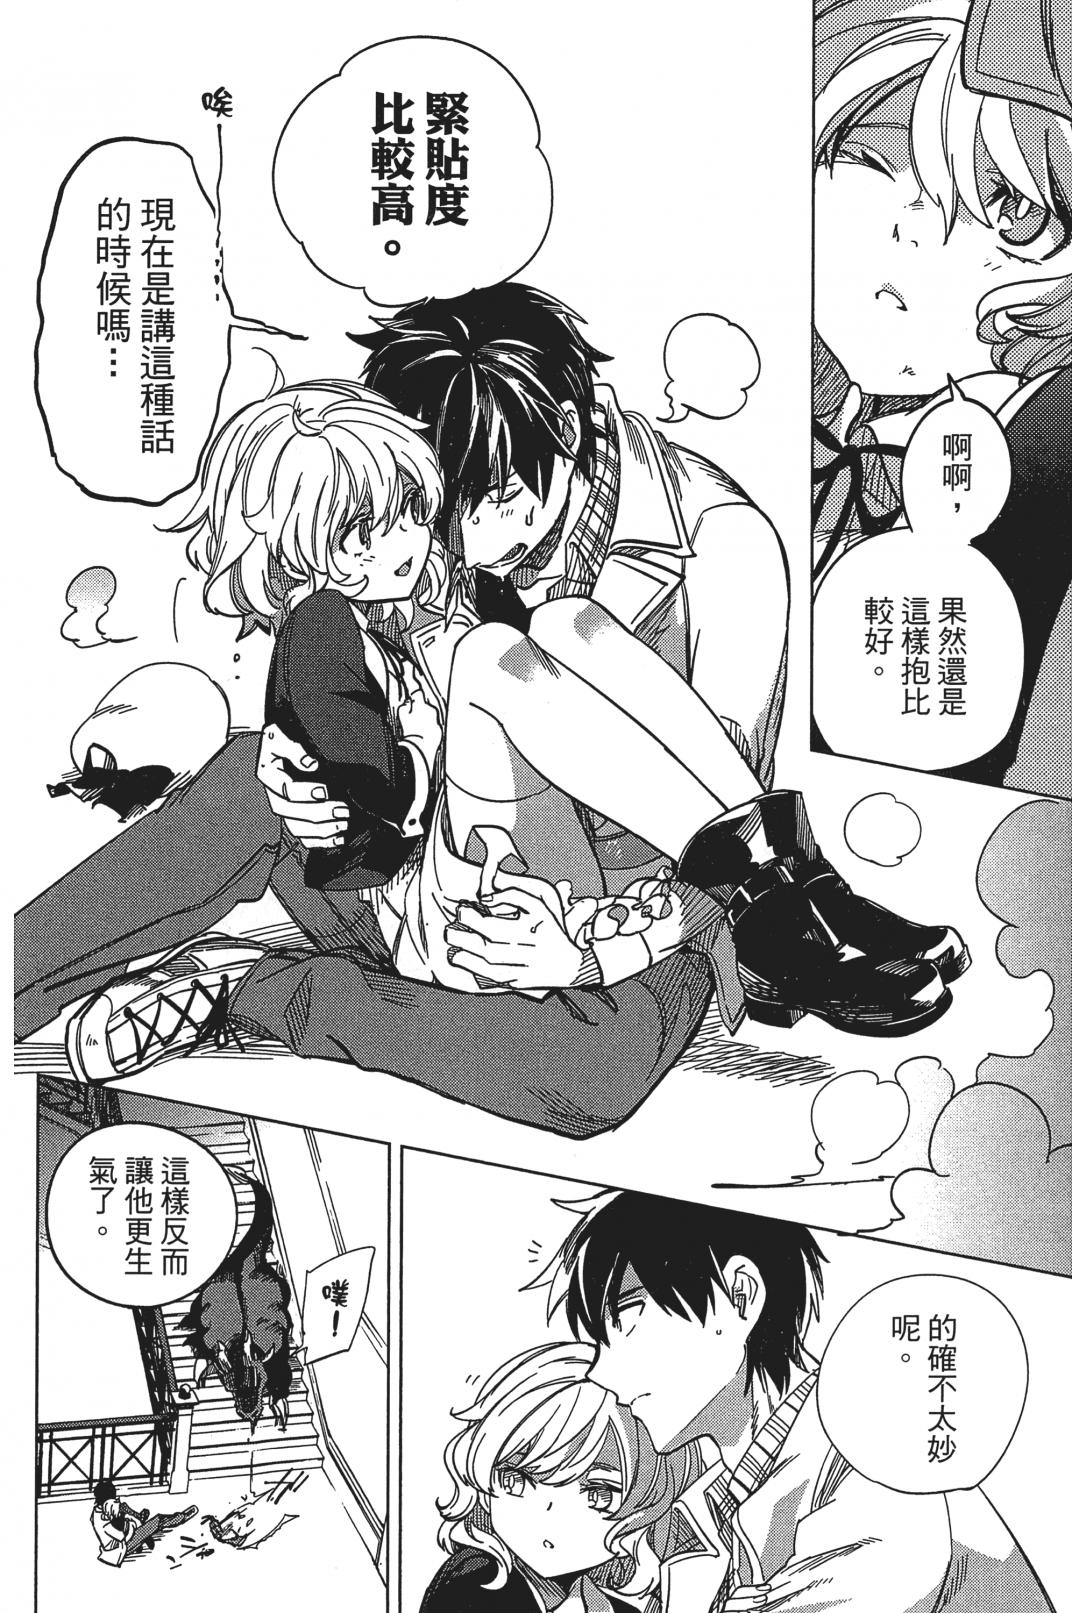 啊啊，
果然還是
這樣抱比
較好。
緊貼度
比較高。
唉……
現在是講這種話
的時候嗎…
的確不太妙
呢。
噗！
這樣反而
讓他更生
氣了。